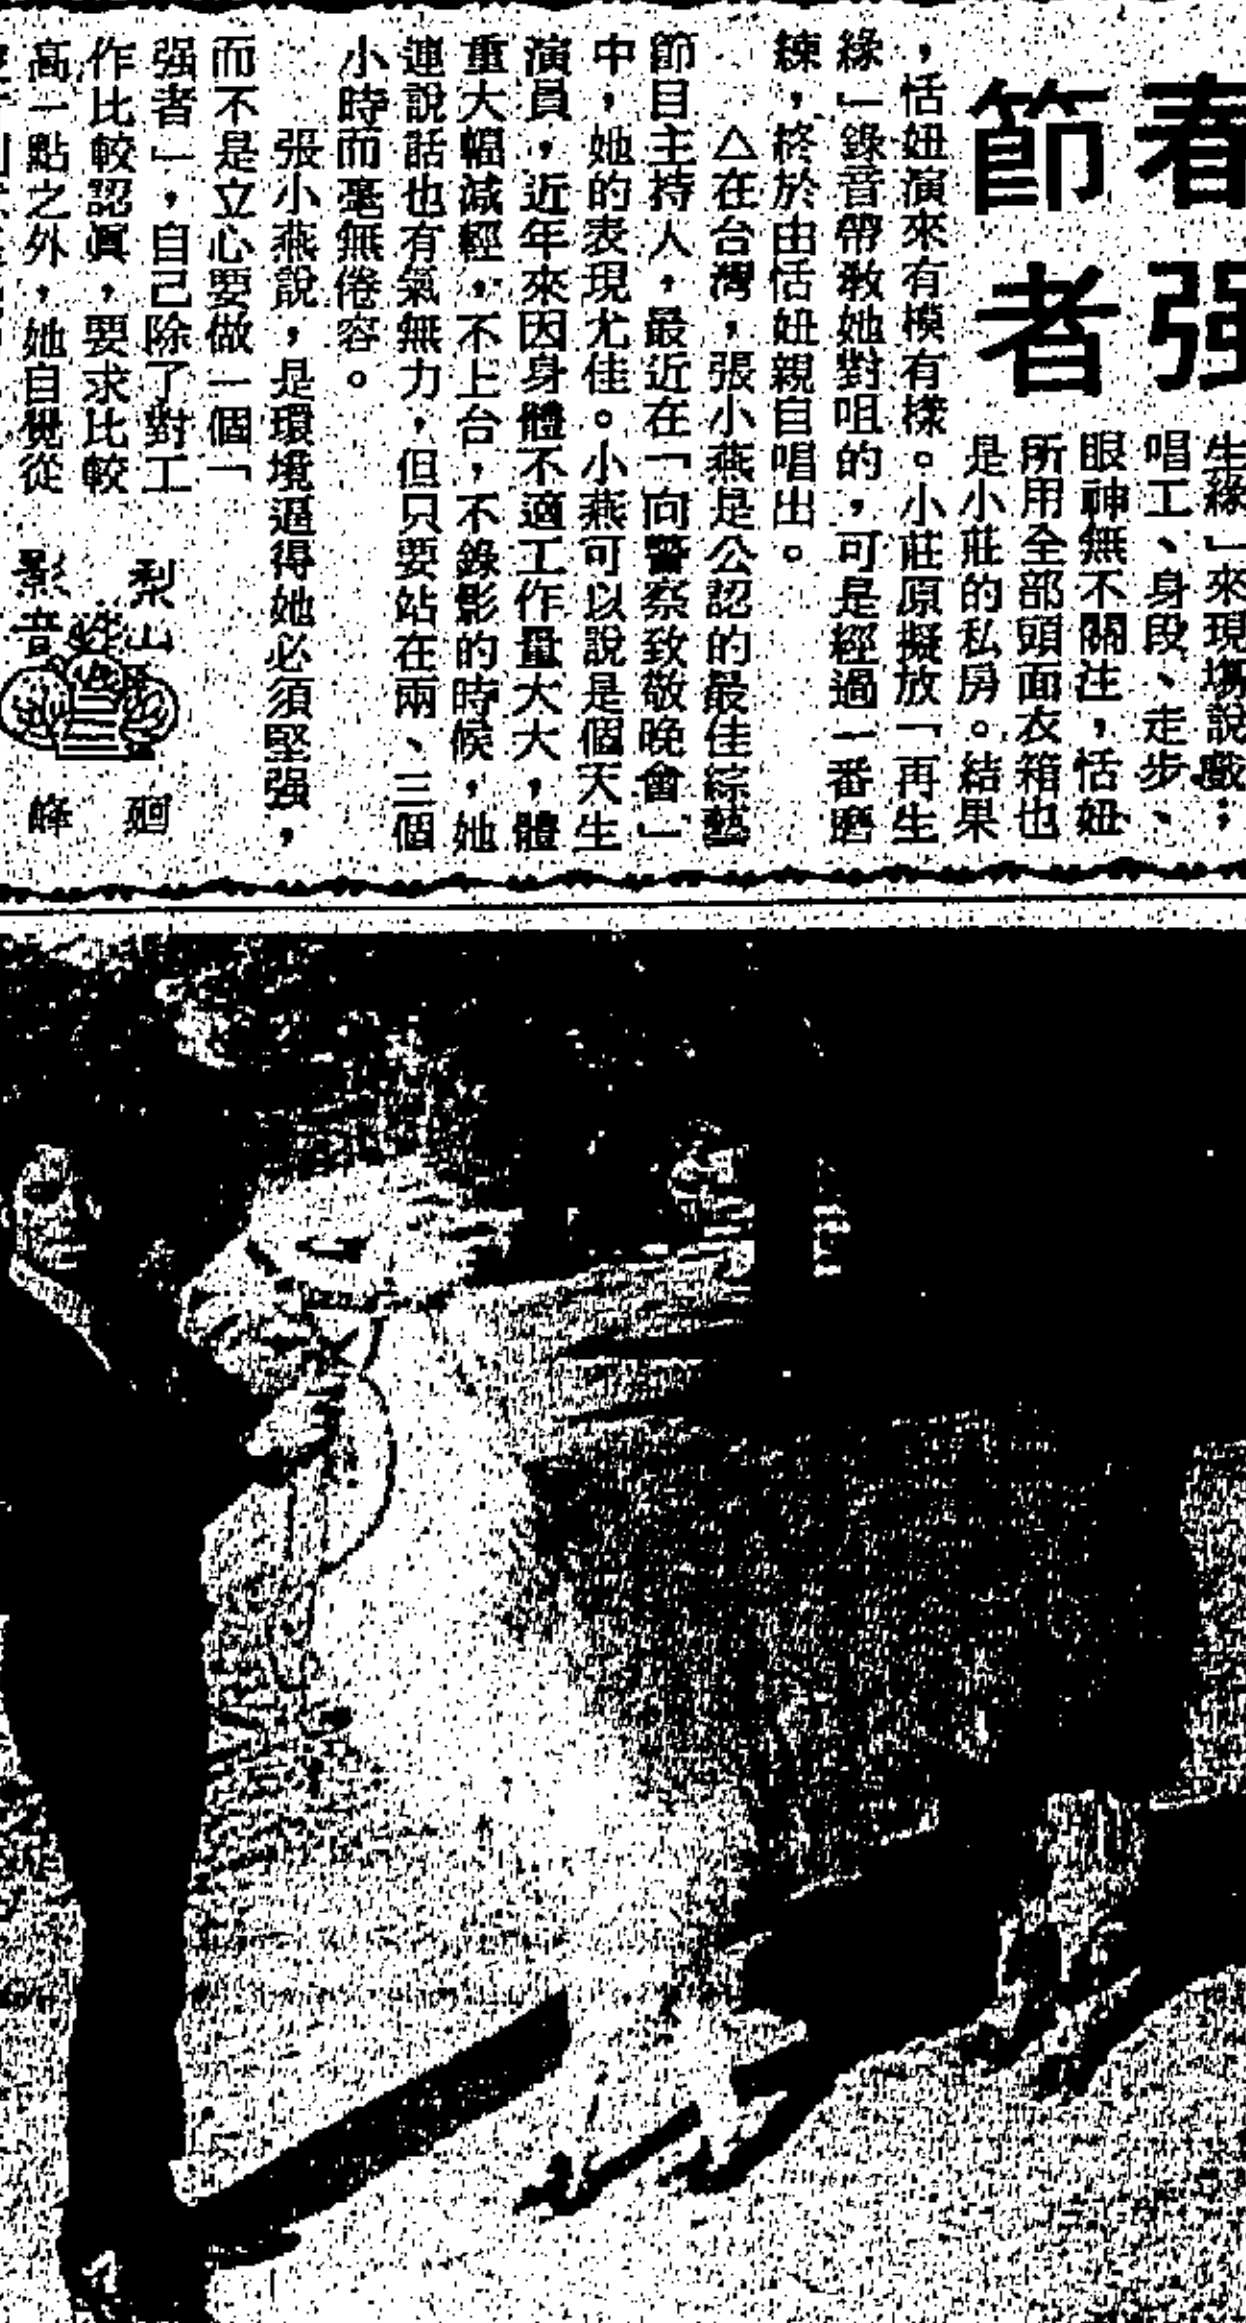 春
强
節
者
生緣」來現場說戲；
唱工、身段、走步、
眼神無不關注，恬妞
所用全部頭面衣箱也
是小莊的私房。結果
，恬妞演來有模有樣。小莊原擬放「再生
緣」錄音帶教她對咀的，可是經過一番磨
練，終於由恬妞親自唱出。
△在台灣，張小燕是公認的最佳綜藝
節目主持人，最近在「向警察致敬晚會」
中，她的表現尤佳。小燕可以說是個天生
演員，近年來因身體不適工作量大大，體
重大幅減輕，不上台，不錄影的時候，她
連說話也有氣無力，但只要站在兩、三個
小時而毫無倦容。
張小燕說，是環境逼得她必須堅强，
而不是立心要做一個「
强者」，自己除了對工
作比較認眞，要求比較
高一點之外，她自覺從
梨山 廻
影音 峰